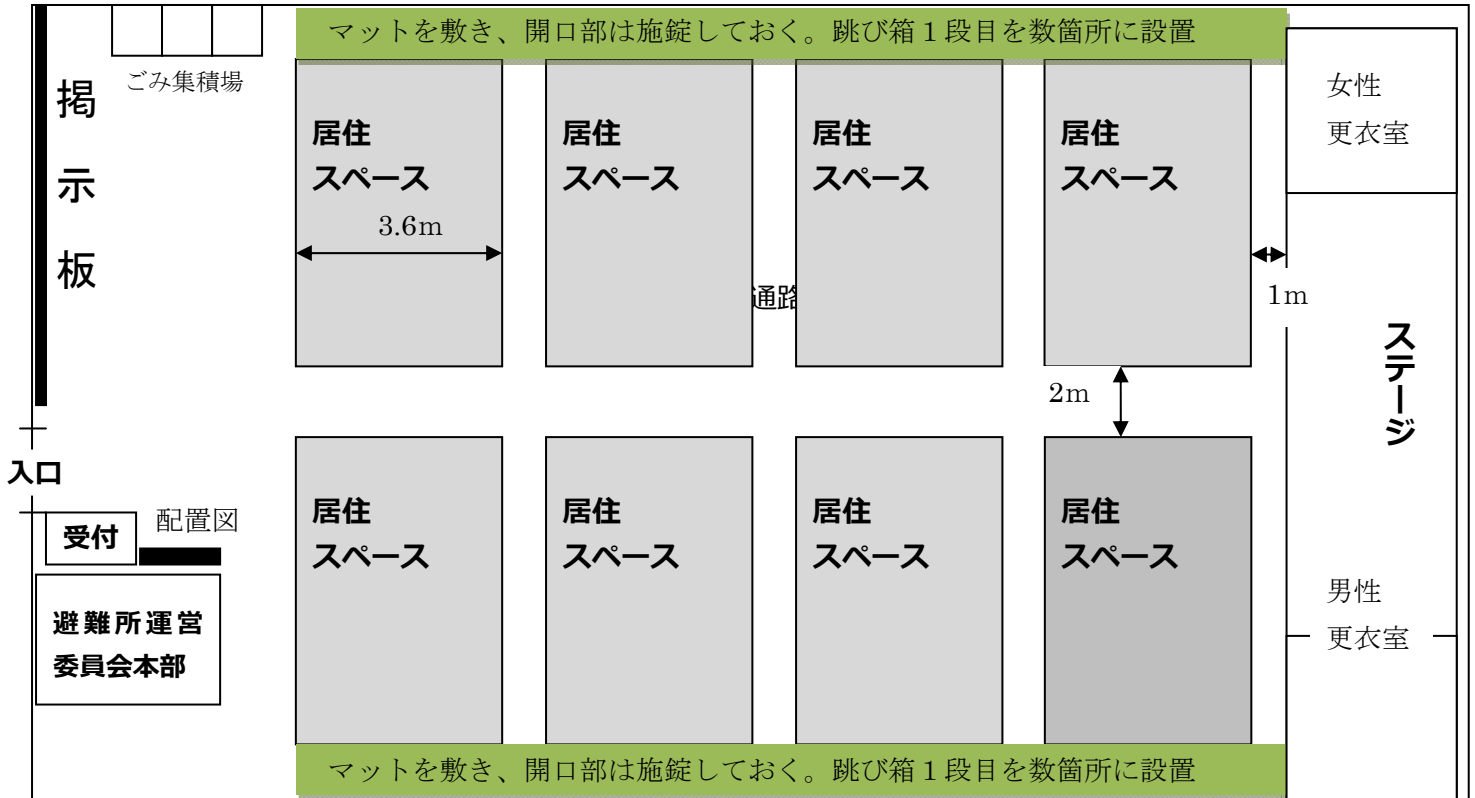 マットを敷き、開口部は施錠しておく。跳び箱１段目を数箇所に設置
掲示板
ごみ集積場
居住
スペース
3.6m
居住
スペース
居住
スペース
居住
スペース
女性
更衣室
通路
1m
ステージ
2m
入口
受付
配置図
避難所運営
委員会本部
居住
スペース
居住
スペース
居住
スペース
居住
スペース
男性
更衣室
マットを敷き、開口部は施錠しておく。跳び箱１段目を数箇所に設置